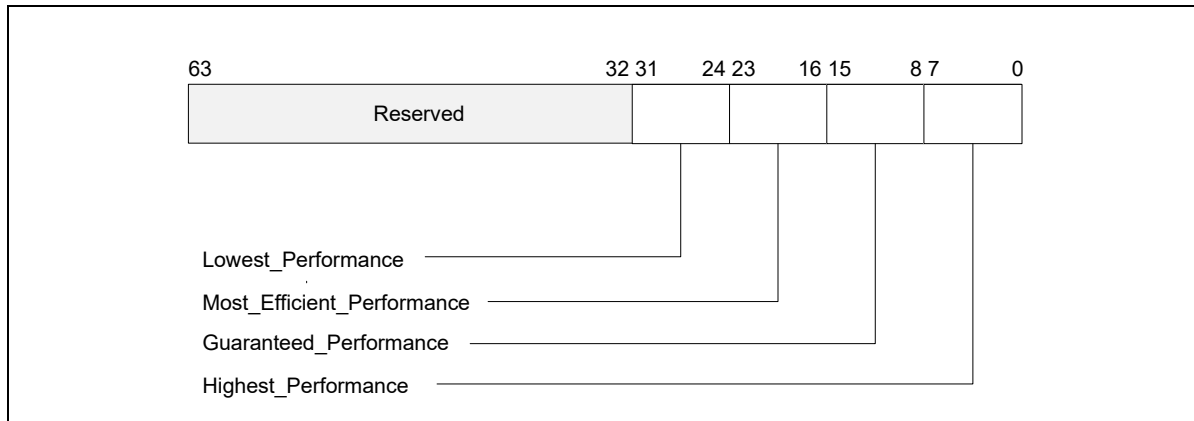 63 32 31 24 23 16 15 8 7 0
Reserved
Lowest_Performance
Most_Efficient_Performance
Guaranteed_Performance
Highest_Performance